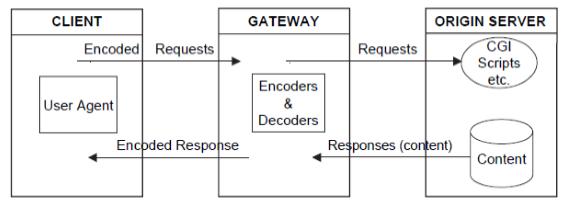 CLIENT
GATEWAY
ORIGIN SERVER
Encoded Requests
Requests
CGI
Scripts
etc.
User Agent
Encoders
&
Decoders
Encoded Response
Responses (content)
Content